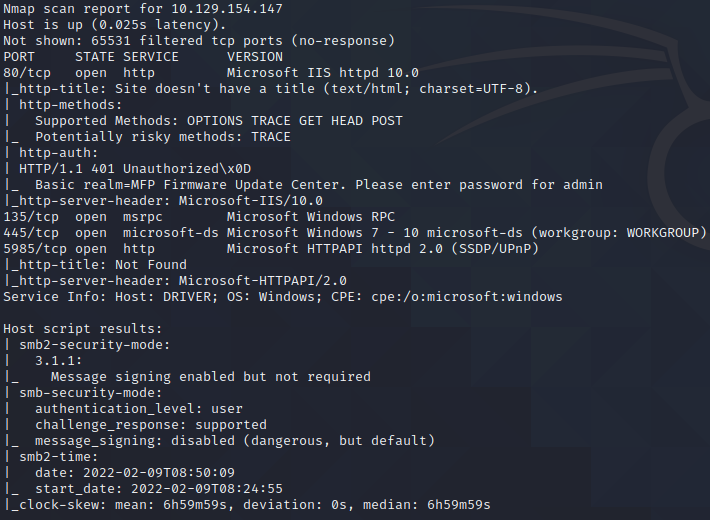 Nmap scan report for 10.129.154.147
Host is up (0.025s latency).
Not shown: 65531 filtered tcp ports (no-response)
PORT     STATE SERVICE      VERSION
80/tcp   open  http         Microsoft IIS httpd 10.0
|_http-title: Site doesn't have a title (text/html; charset=UTF-8).
| http-methods:
|   Supported Methods: OPTIONS TRACE GET HEAD POST
|_  Potentially risky methods: TRACE
| http-auth:
| HTTP/1.1 401 Unauthorized\x0D
|_  Basic realm=MFP Firmware Update Center. Please enter password for admin
|_http-server-header: Microsoft-IIS/10.0
135/tcp  open  msrpc        Microsoft Windows RPC
445/tcp  open  microsoft-ds Microsoft Windows 7 - 10 microsoft-ds (workgroup: WORKGROUP)
5985/tcp open  http         Microsoft HTTPAPI httpd 2.0 (SSDP/UPnP)
|_http-title: Not Found
|_http-server-header: Microsoft-HTTPAPI/2.0
Service Info: Host: DRIVER; OS: Windows; CPE: cpe:/o:microsoft:windows

Host script results:
| smb2-security-mode:
|   3.1.1:
|_    Message signing enabled but not required
| smb-security-mode:
|   authentication_level: user
|   challenge_response: supported
|_  message_signing: disabled (dangerous, but default)
| smb2-time:
|   date: 2022-02-09T08:50:09
|_  start_date: 2022-02-09T08:24:55
|_clock-skew: mean: 6h59m59s, deviation: 0s, median: 6h59m59s